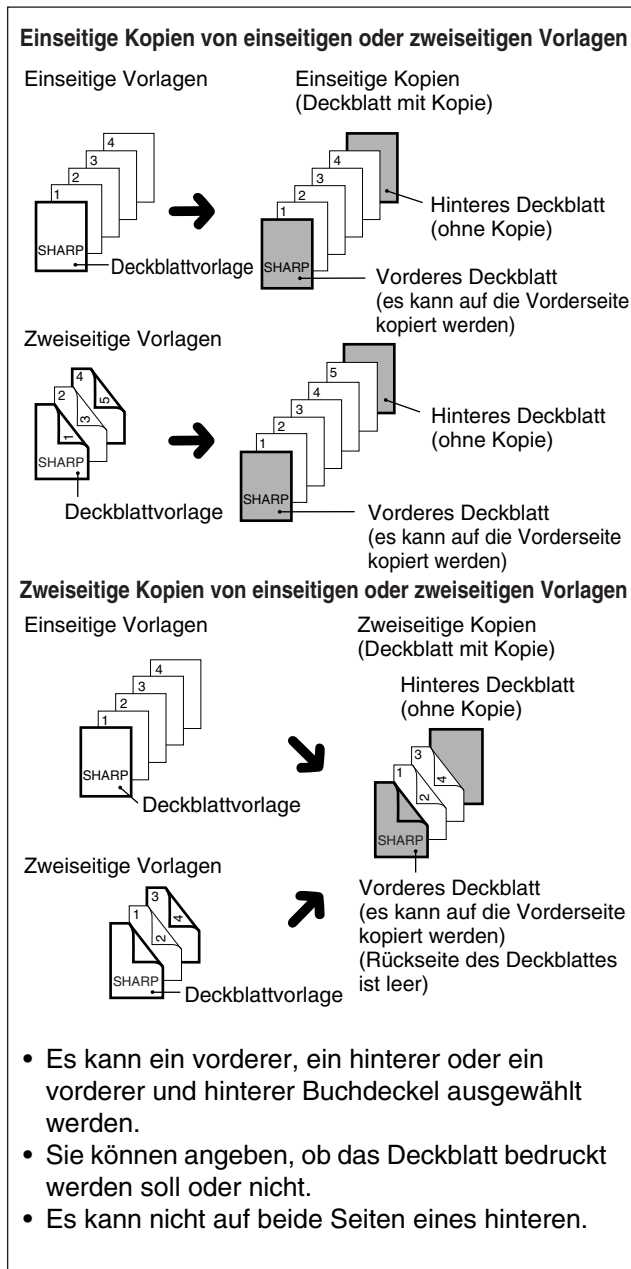 Einseitige Kopien von einseitigen oder zweiseitigen Vorlagen
Einseitige Vorlagen
Einseitige Kopien
(Deckblatt mit Kopie)
4
3
2
1
SHARP
Deckblattvorlage
4
3
2
1
SHARP
Hinteres Deckblatt
(ohne Kopie)
Vorderes Deckblatt
(es kann auf die Vorderseite
kopiert werden)
Zweiseitige Vorlagen
4
5
2
3
1
SHARP
Deckblattvorlage
5
4
3
2
1
SHARP
Hinteres Deckblatt
(ohne Kopie)
Vorderes Deckblatt
(es kann auf die Vorderseite
kopiert werden)
Zweiseitige Kopien von einseitigen oder zweiseitigen Vorlagen
Einseitige Vorlagen
Zweiseitige Kopien
(Deckblatt mit Kopie)
4
3
2
1
SHARP
Deckblattvorlage
Hinteres Deckblatt
(ohne Kopie)
3
4
1
2
SHARP
Zweiseitige Vorlagen
3
4
1
2
SHARP
Deckblattvorlage
Vorderes Deckblatt
(es kann auf die Vorderseite
kopiert werden)
(Rückseite des Deckblattes
ist leer)
• Es kann ein vorderer, ein hinterer oder ein
vorderer und hinterer Buchdeckel ausgewählt
werden.
• Sie können angeben, ob das Deckblatt bedruckt
werden soll oder nicht.
• Es kann nicht auf beide Seiten eines hinteren.